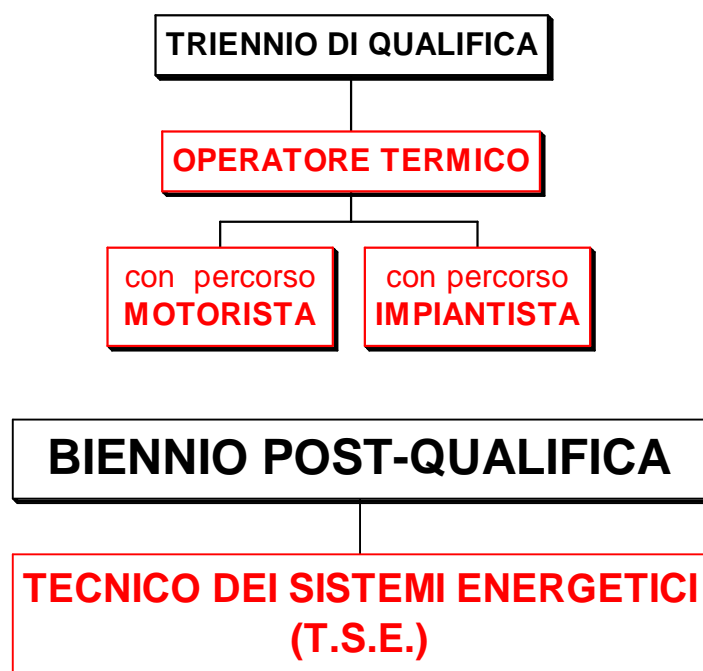 TRIENNIO DI QUALIFICA
OPERATORE TERMICO
con percorso
MOTORISTA
con percorso
IMPIANTISTA
BIENNIO POST-QUALIFICA
TECNICO DEI SISTEMI ENERGETICI
(T.S.E.)